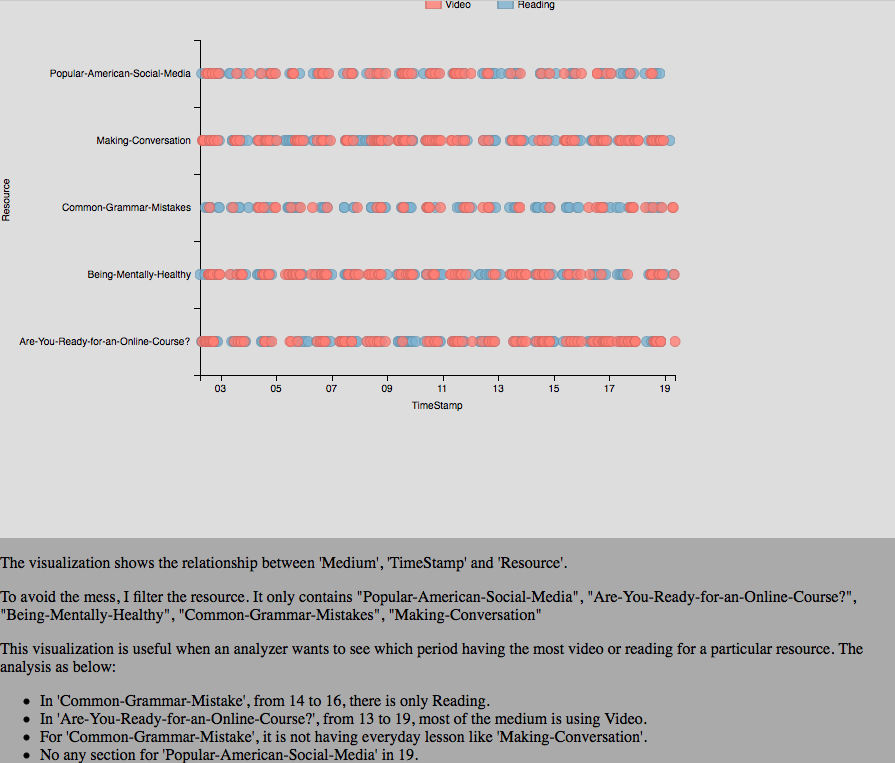 Video Reading
Popular-American-Social-Media
Making-Conversation
Resource
Common-Grammar-Mistakes
Being-Mentally-Healthy
Are-You-Ready-for-an-Online-Course?
03 05 07 09 11 13 15 17 19
TimeStamp
The visualization shows the relationship between 'Medium', 'TimeStamp' and 'Resource'.
To avoid the mess, I filter the resource. It only contains "Popular-American-Social-Media", "Are-You-Ready-for-an-Online-Course?",
"Being-Mentally-Healthy", "Common-Grammar-Mistakes", "Making-Conversation"
This visualization is useful when an analyzer wants to see which period having the most video or reading for a particular resource. The
analysis as below:
• In 'Common-Grammar-Mistake', from 14 to 16, there is only Reading.
• In 'Are-You-Ready-for-an-Online-Course?', from 13 to 19, most of the medium is using Video.
• For 'Common-Grammar-Mistake', it is not having everyday lesson like 'Making-Conversation'.
• No any section for 'Popular-American-Social-Media' in 19.